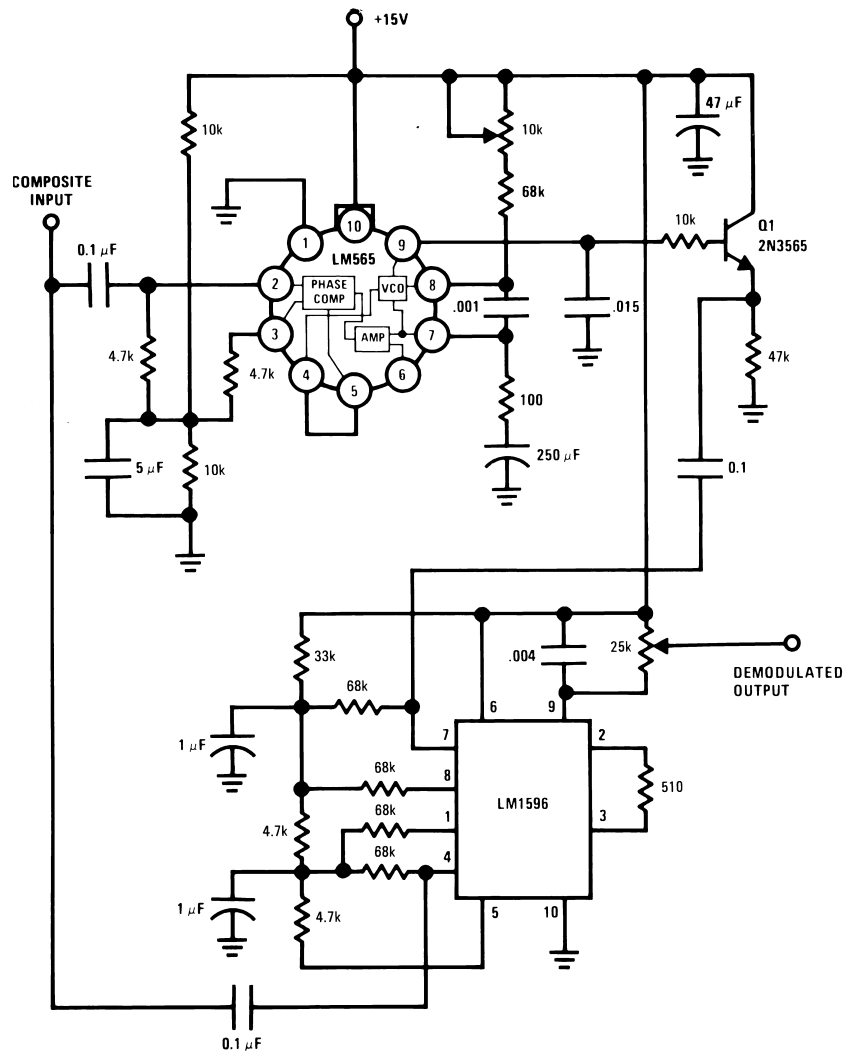 +15V
47 μF
10k
10k
COMPOSITE
INPUT
68k
10k
Q1
2N3565
1
10
9
0.1 μF
LM565
2
PHASE
COMP
VCO
8
.001
.015
3
AMP
7
4.7k
4.7k
47k
4
5
6
100
5 μF
10k
250 μF
0.1
33k
.004
25k
DEMODULATED
OUTPUT
68k
6
9
1 μF
7
2
68k
8
510
LM1596
68k
1
3
4.7k
68k
4
1 μF
4.7k
5
10
0.1 μF